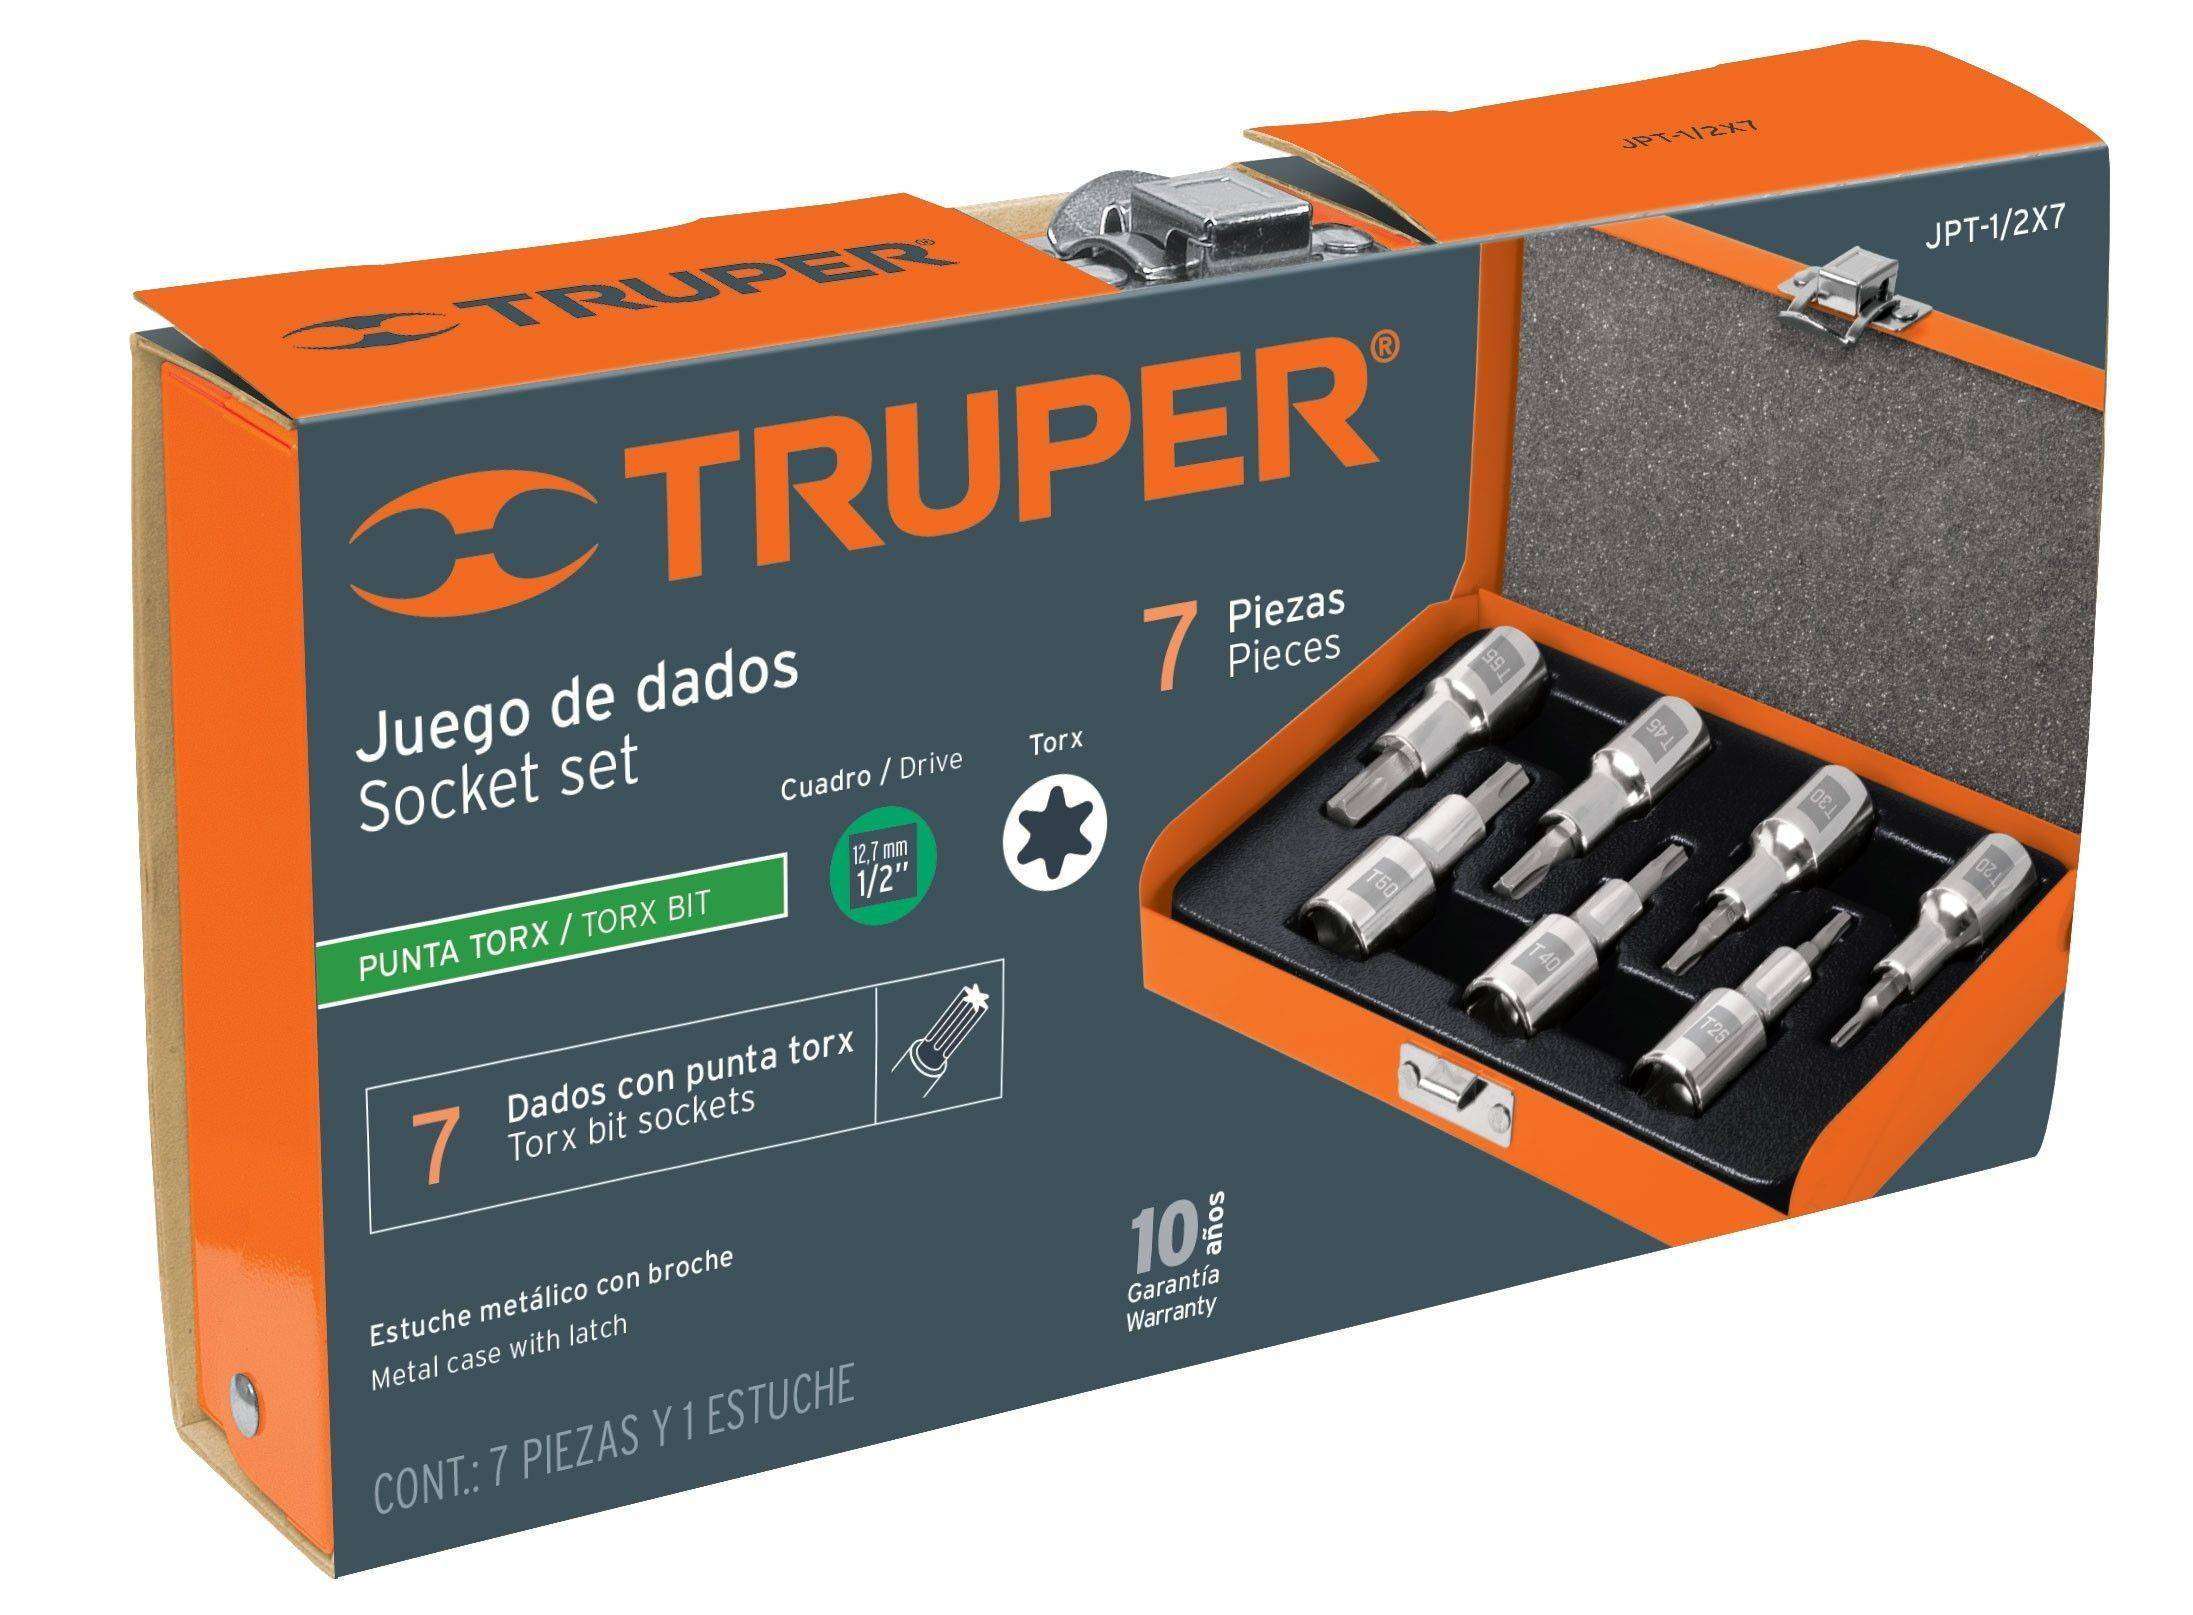 TRUPER®
JPT-1/2X7
JPT-1/2X7
TRUPER®
7 Piezas
Pieces
Juego de dados
Socket set
Cuadro / Drive
12,7 mm
1/2"
Torx
PUNTA TORX / TORX BIT
7 Dados con punta torx
Torx bit sockets
T55
T45
T30
T20
T50
T40
T25
10 años
Garantía
Warranty
Estuche metálico con broche
Metal case with latch
CONT.: 7 PIEZAS Y 1 ESTUCHE